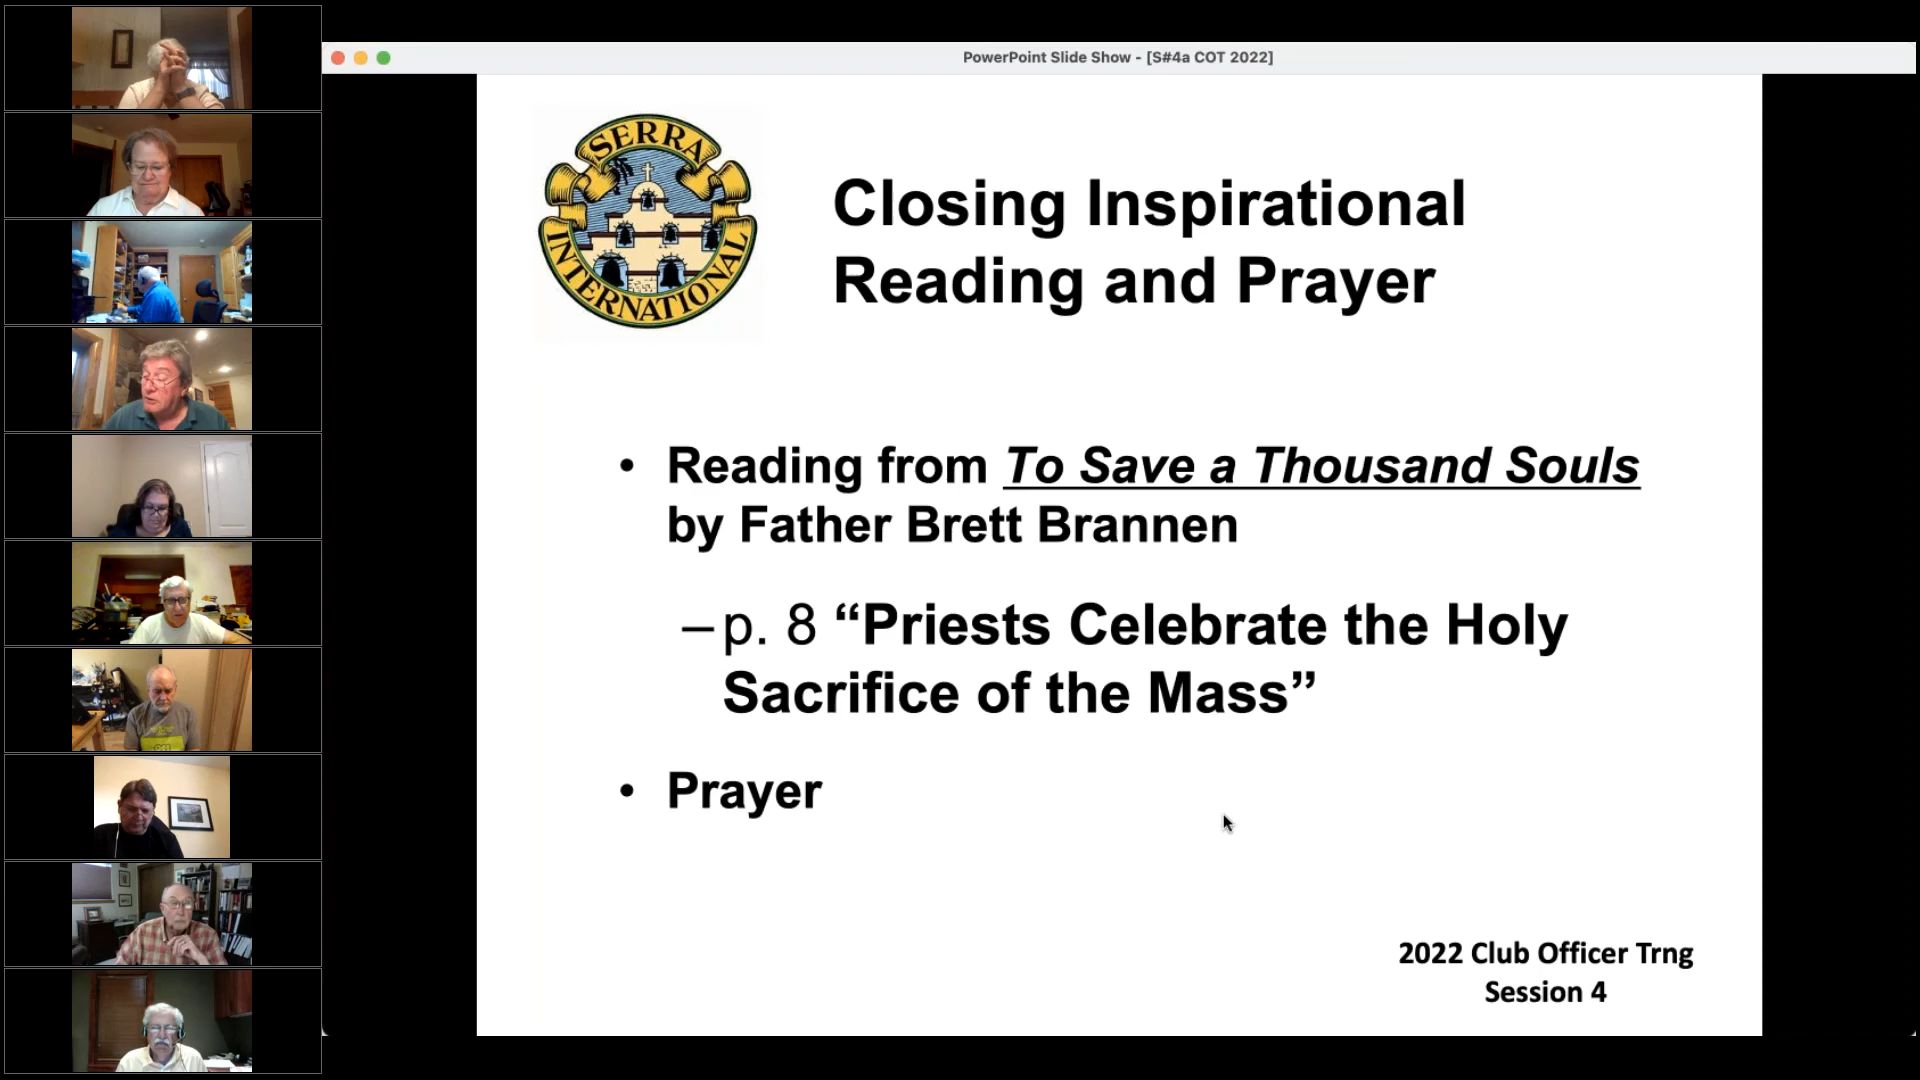 PowerPoint Slide Show - [S#4a COT 2022]
SERRA
INTERNATIONAL
Closing Inspirational
Reading and Prayer
• Reading from To Save a Thousand Souls
by Father Brett Brannen
–p. 8 “Priests Celebrate the Holy
Sacrifice of the Mass”
• Prayer
2022 Club Officer Trng
Session 4